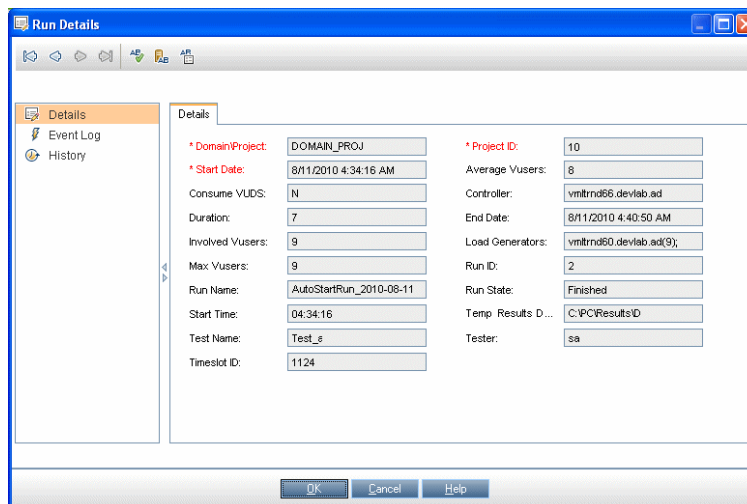 Run Details
Details
Event Log
History
Details
* Domain\Project: DOMAIN_PROJ * Project ID: 10
* Start Date: 8/11/2010 4:34:16 AM Average Vusers: 8
Consume VUDS: N Controller: vmltrnd66.devlab.ad
Duration: 7 End Date: 8/11/2010 4:40:50 AM
Involved Vusers: 9 Load Generators: vmltrnd60.devlab.ad(9);
Max Vusers: 9 Run ID: 2
Run Name: AutoStartRun_2010-08-11 Run State: Finished
Start Time: 04:34:16 Temp Results D... C:\PC\Results\D
Test Name: Test_a Tester: sa
Timeslot ID: 1124
OK Cancel Help